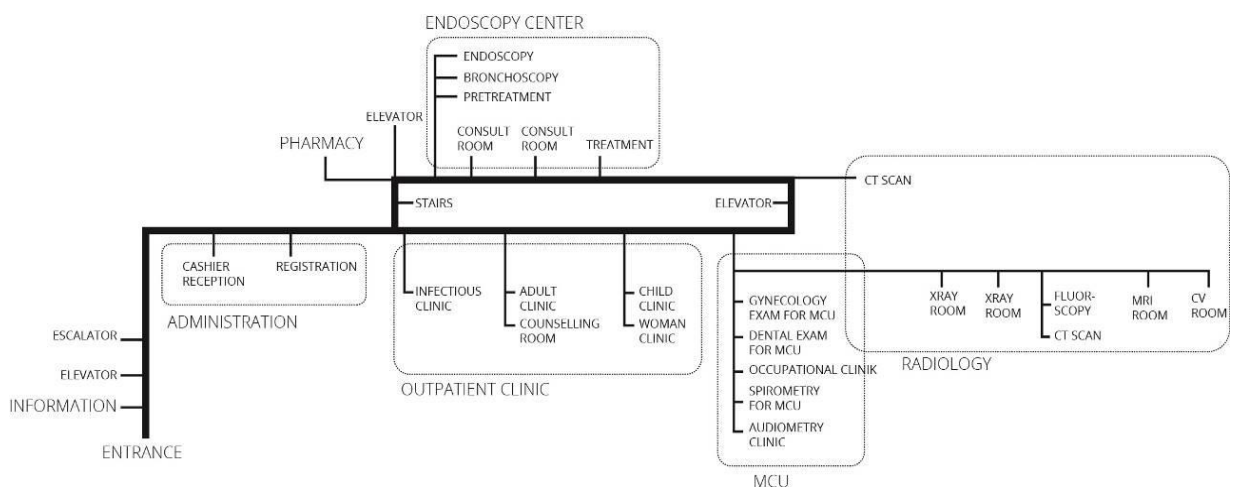 ENDOSCOPY CENTER
ENDOSCOPY
BRONCHOSCOPY
PRETREATMENT
ELEVATOR
PHARMACY
CONSULT
ROOM
CONSULT
ROOM
TREATMENT
CT SCAN
STAIRS
ELEVATOR
CASHIER
RECEPTION
REGISTRATION
ADMINISTRATION
INFECTIOUS
CLINIC
ADULT
CLINIC
COUNSELLING
ROOM
CHILD
CLINIC
WOMAN
CLINIC
OUTPATIENT CLINIC
GYNECOLOGY
EXAM FOR MCU
DENTAL EXAM
FOR MCU
OCCUPATIONAL CLINIK
SPIROMETRY
FOR MCU
AUDIOMETRY
CLINIC
MCU
XRAY
ROOM
XRAY
ROOM
FLUOR-
SCOPY
CT SCAN
MRI
ROOM
CV
ROOM
RADIOLOGY
ESCALATOR
ELEVATOR
INFORMATION
ENTRANCE